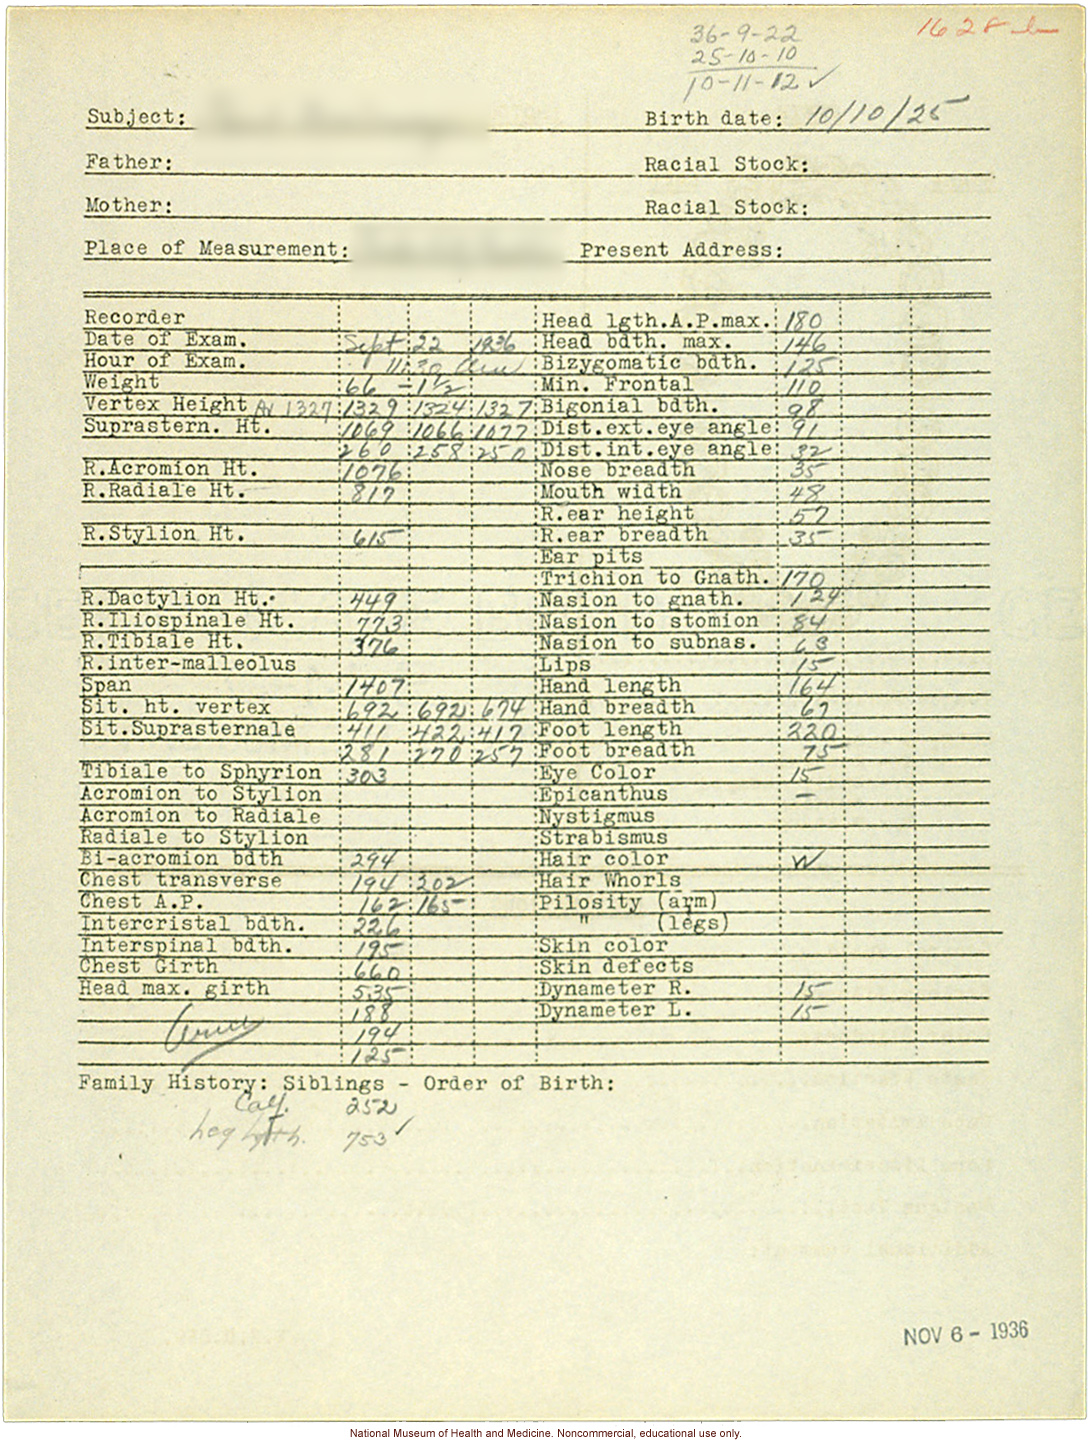 36-9-22
1628 b
25-10-10
10-11-12 ✓
Subject: Birth date: 10/10/25
Father: Racial Stock:
Mother: Racial Stock:
Place of Measurement: Present Address:
Recorder Head lgth.A.P.max. 180
Date of Exam. Sept 22 1936 Head bdth. max. 146
Hour of Exam. 11:30 am Bizygomatic bdth. 125
Weight 66 - 1 1/2 Min. Frontal 110
Vertex Height Av 1327 1329 1324 1327 Bigonial bdth. 98
Suprastern. Ht. 1069 1066 1077 Dist.ext.eye angle 91
260 258 250 Dist.int.eye angle 32
R.Acromion Ht. 1076 Nose breadth 35
R.Radiale Ht. 817 Mouth width 48
R.ear height 57
R.Stylion Ht. 615 R.ear breadth 35
Ear pits
Trichion to Gnath. 170
R.Dactylion Ht. 449 Nasion to gnath. 124
R.Iliospinale Ht. 773 Nasion to stomion 84
R.Tibiale Ht. 376 Nasion to subnas. 63
R.inter-malleolus Lips 15
Span 1407 Hand length 164
Sit. ht. vertex 692 692 674 Hand breadth 67
Sit.Suprasternale 411 422 417 Foot length 220
281 270 257 Foot breadth 75
Tibiale to Sphyrion 303 Eye Color 15
Acromion to Stylion Epicanthus -
Acromion to Radiale Nystigmus
Radiale to Stylion Strabismus
Bi-acromion bdth 294 Hair color W
Chest transverse 194 202 Hair Whorls
Chest A.P. 162 165 Pilosity (arm)
Intercristal bdth. 226 " (legs)
Interspinal bdth. 195 Skin color
Chest Girth 660 Skin defects
Head max. girth 535 Dynameter R. 15
188 Dynameter L. 15
194
125
Family History: Siblings - Order of Birth:
Calf. 252
Leg lgth. 753 ✓
NOV 6 - 1936
National Museum of Health and Medicine. Noncommercial, educational use only.